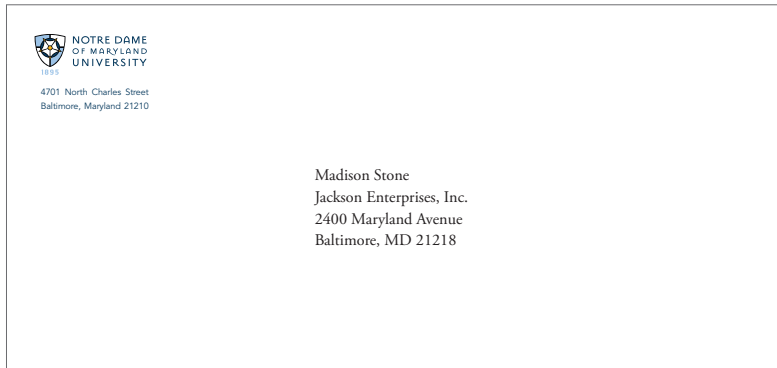 NOTRE DAME
OF MARYLAND
UNIVERSITY
1895
4701 North Charles Street
Baltimore, Maryland 21210
Madison Stone
Jackson Enterprises, Inc.
2400 Maryland Avenue
Baltimore, MD 21218